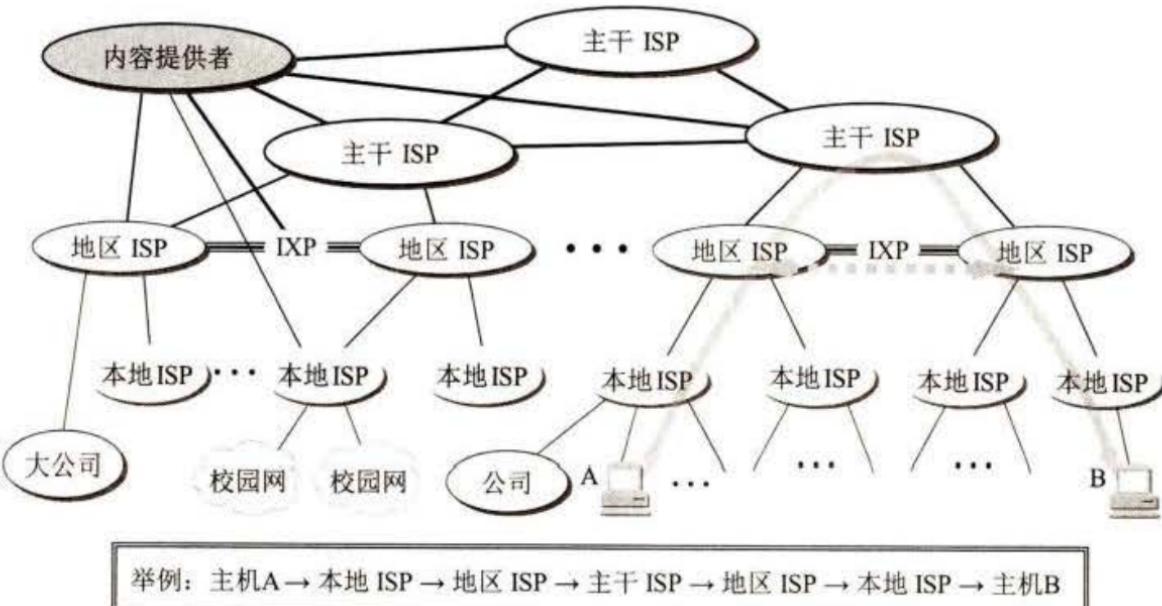 主干 ISP
内容提供者
主干 ISP
主干 ISP
地区 ISP
IXP
地区 ISP
• • •
地区 ISP
IXP
地区 ISP
本地ISP
• • •
本地ISP
本地ISP
本地ISP
本地ISP
本地ISP
本地ISP
大公司
校园网
校园网
公司
A
• • •
• • •
• • •
B
举例：主机A → 本地 ISP → 地区 ISP → 主干 ISP → 地区 ISP → 本地 ISP → 主机B